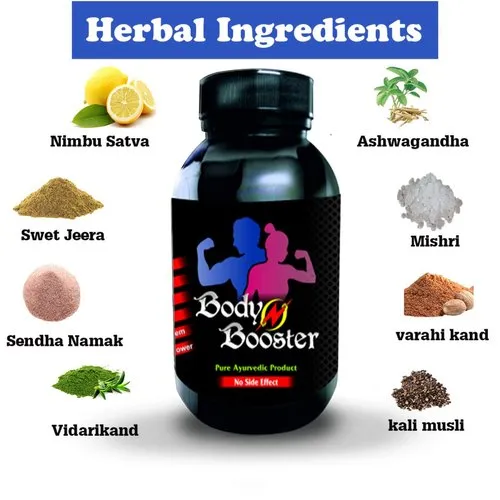 Herbal Ingredients
Nimbu Satva
Ashwagandha
Swet Jeera
Mishri
Sendha Namak
varahi kand
Vidarikand
kali musli
Body
Booster
Pure Ayurvedic Product
No Side Effect